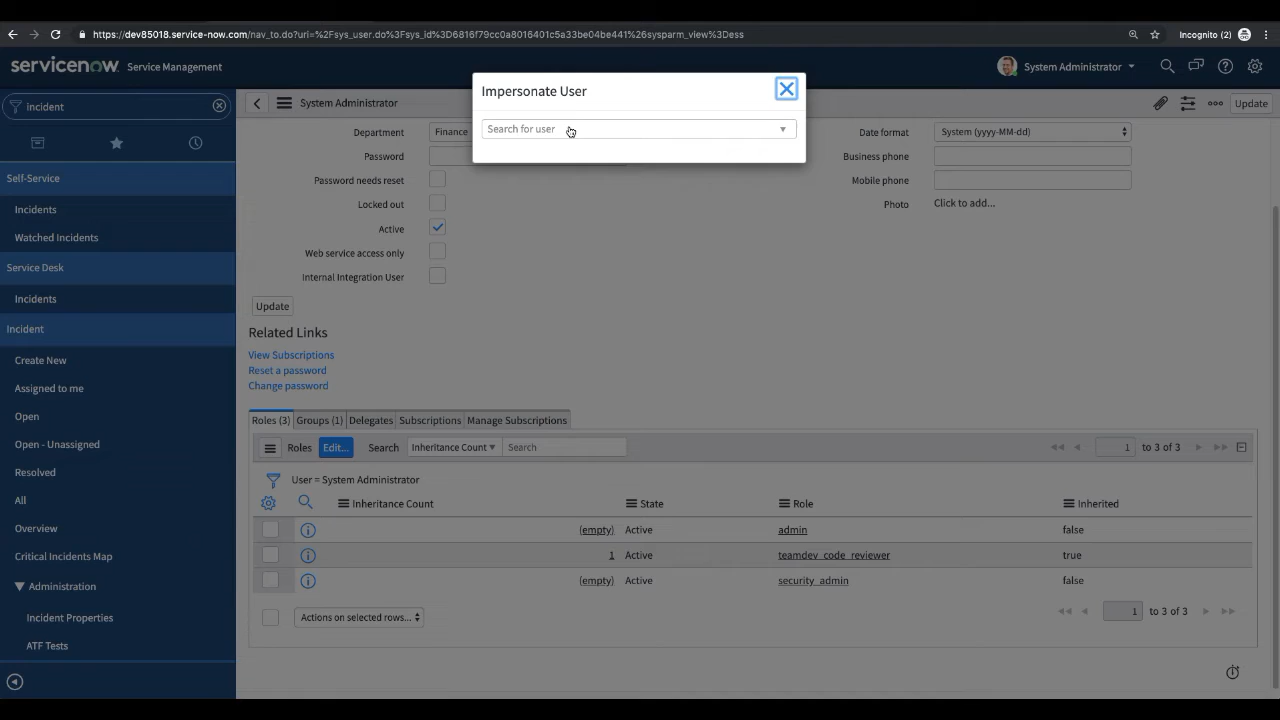 https://dev85018.service-now.com/nav_to.do?uri=%2Fsys_user.do%3Fsys_id%3D6816f79cc0a8016401c5a33be04be441%26sysparm_view%3Dess
Incognito (2)
servicenow. Service Management
System Administrator
incident
System Administrator
Update
Impersonate User
Search for user
Self-Service
Incidents
Watched Incidents
Service Desk
Incidents
Incident
Create New
Assigned to me
Open
Open - Unassigned
Resolved
All
Overview
Critical Incidents Map
Administration
Incident Properties
ATF Tests
Department Finance
Password
Password needs reset
Locked out
Active
Web service access only
Internal Integration User
Date format System (yyyy-MM-dd)
Business phone
Mobile phone
Photo Click to add...
Update
Related Links
View Subscriptions
Reset a password
Change password
Roles (3) Groups (1) Delegates Subscriptions Manage Subscriptions
Roles Edit... Search Inheritance Count Search 1 to 3 of 3
User = System Administrator
Inheritance Count State Role Inherited
(empty) Active admin false
1 Active teamdev_code_reviewer true
(empty) Active security_admin false
Actions on selected rows... 1 to 3 of 3